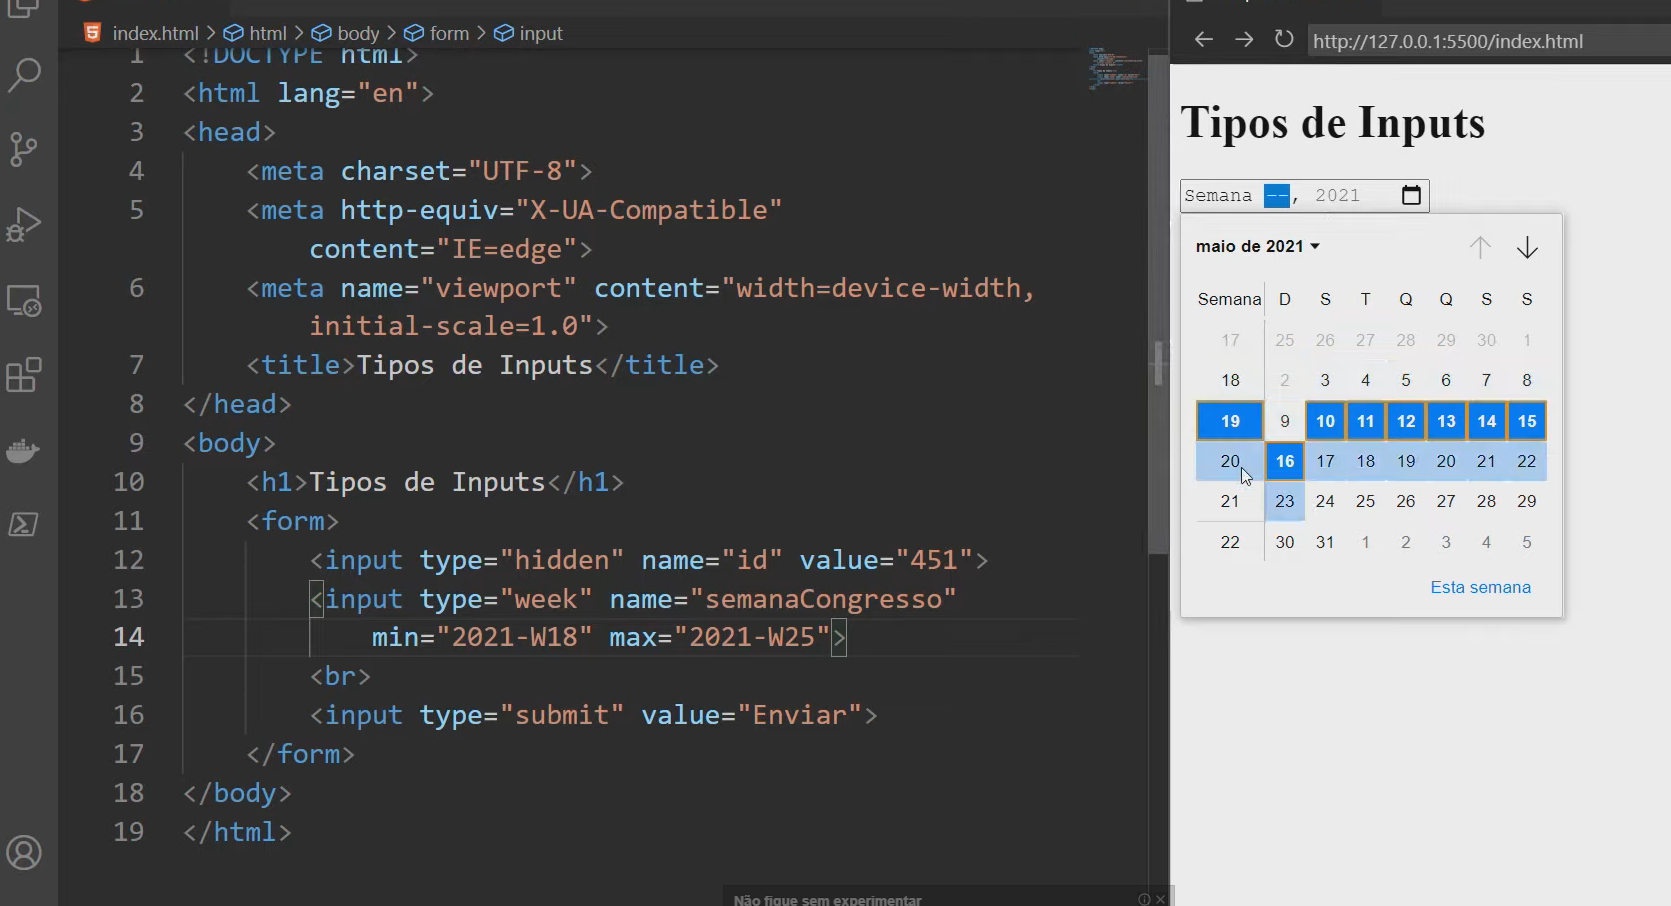 index.html > html > body > form > input
1 <!DOCTYPE html>
2 <html lang="en">
3 <head>
4 <meta charset="UTF-8">
5 <meta http-equiv="X-UA-Compatible"
content="IE=edge">
6 <meta name="viewport" content="width=device-width,
initial-scale=1.0">
7 <title>Tipos de Inputs</title>
8 </head>
9 <body>
10 <h1>Tipos de Inputs</h1>
11 <form>
12 <input type="hidden" name="id" value="451">
13 <input type="week" name="semanaCongresso"
14 min="2021-W18" max="2021-W25">
15 <br>
16 <input type="submit" value="Enviar">
17 </form>
18 </body>
19 </html>
Não fique sem experimentar
http://127.0.0.1:5500/index.html
Tipos de Inputs
Semana --, 2021
maio de 2021
Semana D S T Q Q S S
17 25 26 27 28 29 30 1
18 2 3 4 5 6 7 8
19 9 10 11 12 13 14 15
20 16 17 18 19 20 21 22
21 23 24 25 26 27 28 29
22 30 31 1 2 3 4 5
Esta semana